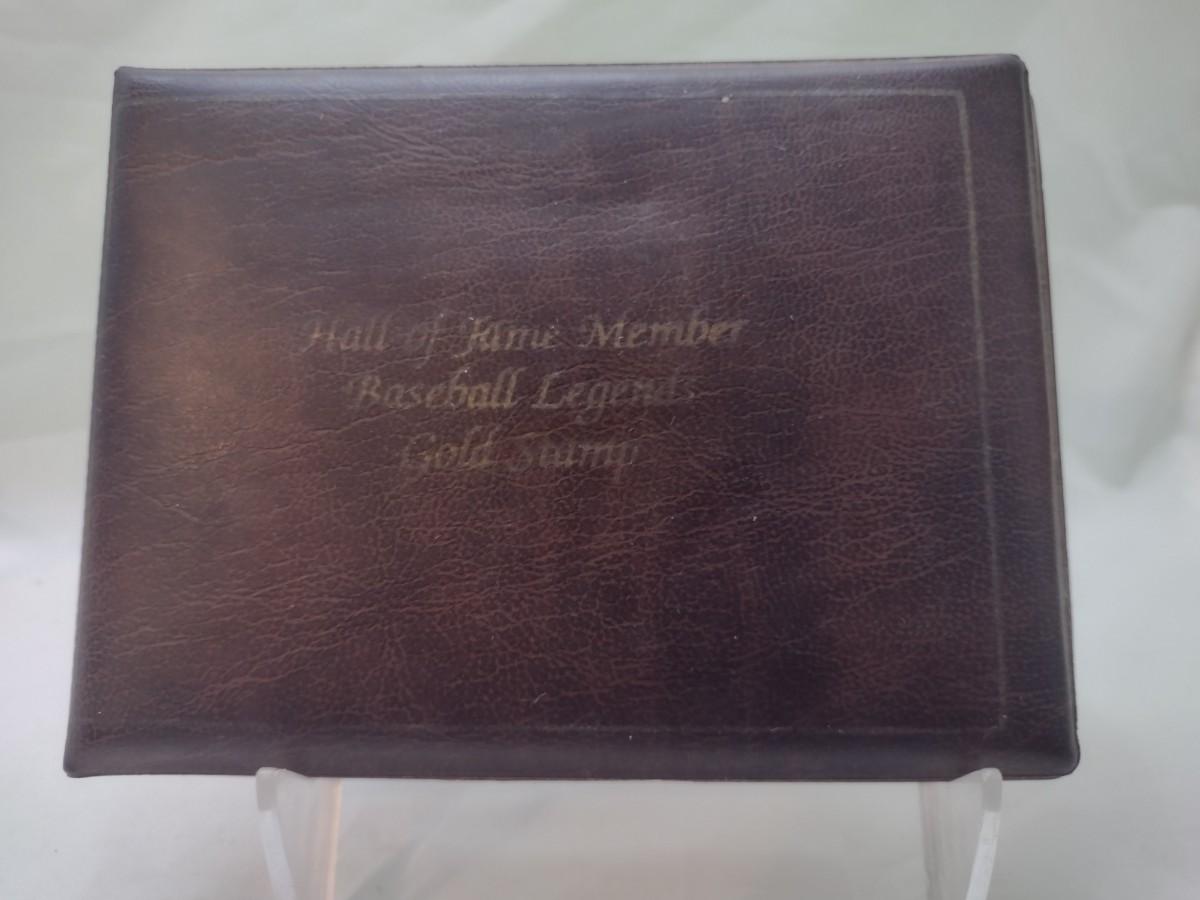 Hall of Fame Member
Baseball Legends
Gold Stamp